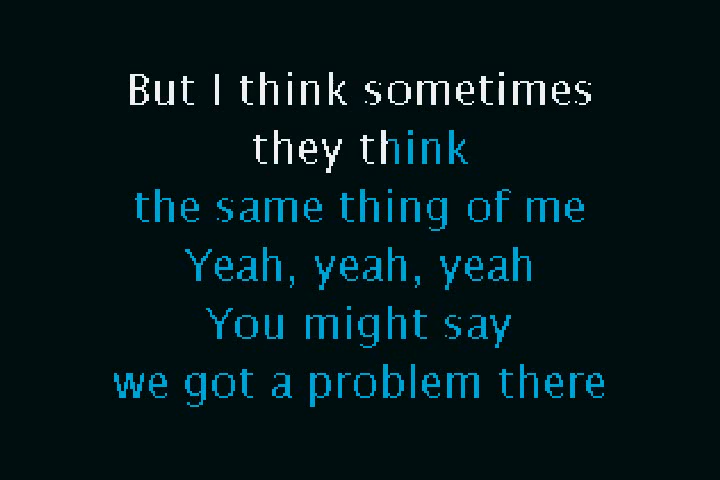 But I think sometimes
they think
the same thing of me
Yeah, yeah, yeah
You might say
we got a problem there